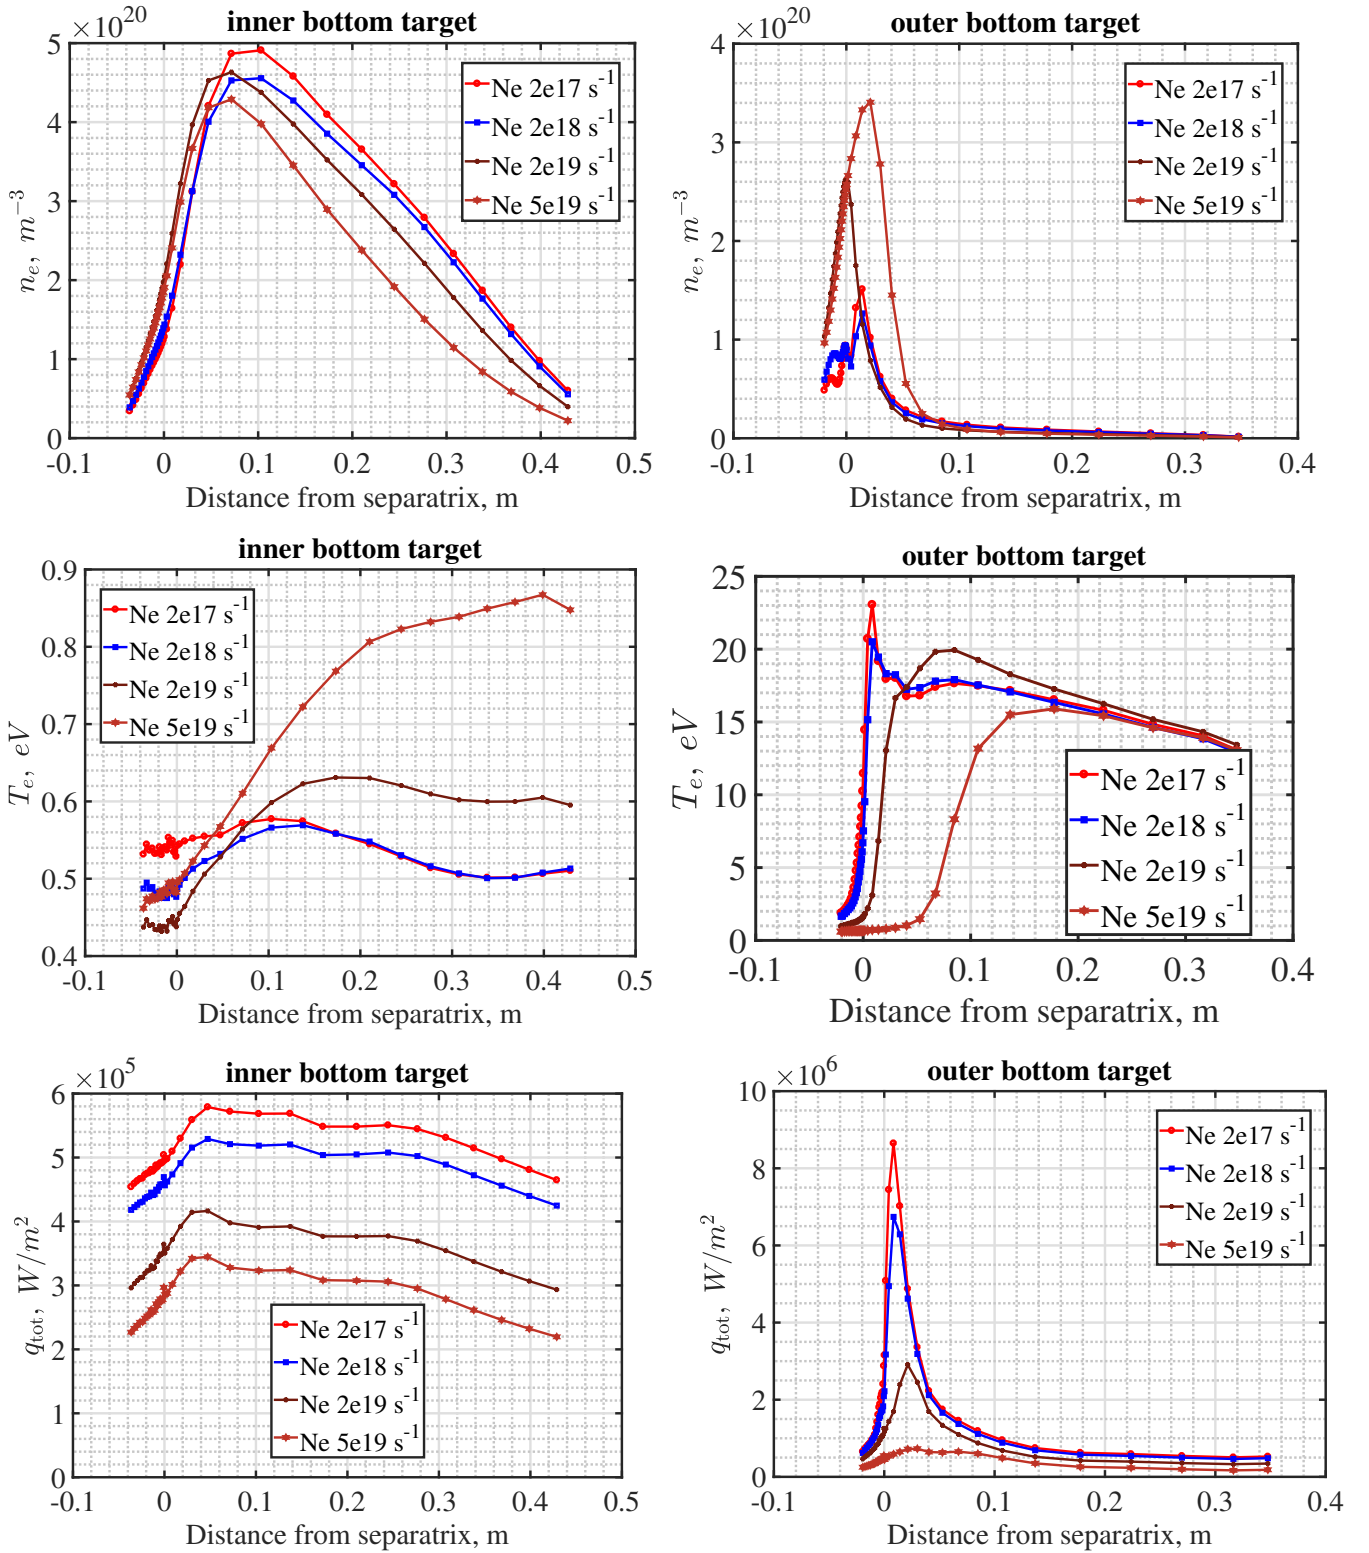 ×10^20
inner bottom target
5
4
3
2
1
0
n_e, m^-3
Ne 2e17 s^-1
Ne 2e18 s^-1
Ne 2e19 s^-1
Ne 5e19 s^-1
-0.1 0 0.1 0.2 0.3 0.4 0.5
Distance from separatrix, m
×10^20
outer bottom target
4
3
2
1
0
n_e, m^-3
Ne 2e17 s^-1
Ne 2e18 s^-1
Ne 2e19 s^-1
Ne 5e19 s^-1
-0.1 0 0.1 0.2 0.3 0.4
Distance from separatrix, m
inner bottom target
0.9
0.8
0.7
0.6
0.5
0.4
T_e, eV
Ne 2e17 s^-1
Ne 2e18 s^-1
Ne 2e19 s^-1
Ne 5e19 s^-1
-0.1 0 0.1 0.2 0.3 0.4 0.5
Distance from separatrix, m
outer bottom target
25
20
15
10
5
0
T_e, eV
Ne 2e17 s^-1
Ne 2e18 s^-1
Ne 2e19 s^-1
Ne 5e19 s^-1
-0.1 0 0.1 0.2 0.3 0.4
Distance from separatrix, m
×10^5
inner bottom target
6
5
4
3
2
1
0
q_tot, W/m^2
Ne 2e17 s^-1
Ne 2e18 s^-1
Ne 2e19 s^-1
Ne 5e19 s^-1
-0.1 0 0.1 0.2 0.3 0.4 0.5
Distance from separatrix, m
×10^6
outer bottom target
10
8
6
4
2
0
q_tot, W/m^2
Ne 2e17 s^-1
Ne 2e18 s^-1
Ne 2e19 s^-1
Ne 5e19 s^-1
-0.1 0 0.1 0.2 0.3 0.4
Distance from separatrix, m